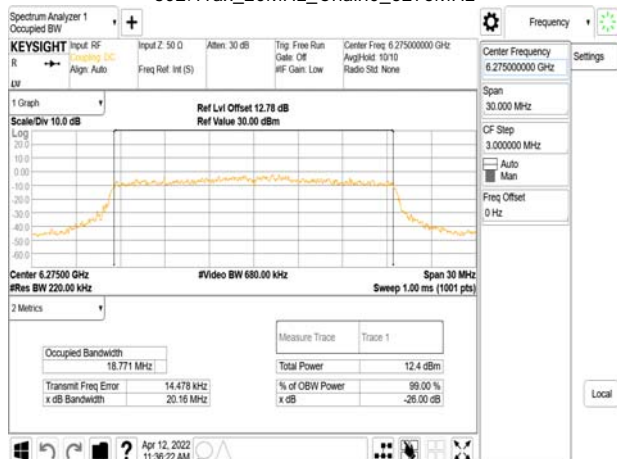 Spectrum Analyzer 1
Occupied BW
KEYSIGHT
R
Input: RF
Coupling: DC
Align: Auto
Input Z: 50 Ω
Freq Ref: Int (S)
Atten: 30 dB
Trig: Free Run
Gate: Off
#IF Gain: Low
Center Freq: 6.275000000 GHz
Avg|Hold: 10/10
Radio Std: None
1 Graph
Scale/Div 10.0 dB
Ref Lvl Offset 12.78 dB
Ref Value 30.00 dBm
Log
20.0
10.0
0.00
-10.0
-20.0
-30.0
-40.0
-50.0
-60.0
Center 6.27500 GHz
#Video BW 680.00 kHz
Span 30 MHz
#Res BW 220.00 kHz
Sweep 1.00 ms (1001 pts)
2 Metrics
Measure Trace
Trace 1
Occupied Bandwidth
18.771 MHz
Total Power
12.4 dBm
Transmit Freq Error
14.478 kHz
% of OBW Power
99.00 %
x dB Bandwidth
20.16 MHz
x dB
-26.00 dB
Apr 12, 2022
11:36:22 AM
Frequency
Center Frequency
6.275000000 GHz
Settings
Span
30.000 MHz
CF Step
3.000000 MHz
Auto
Man
Freq Offset
0 Hz
Local